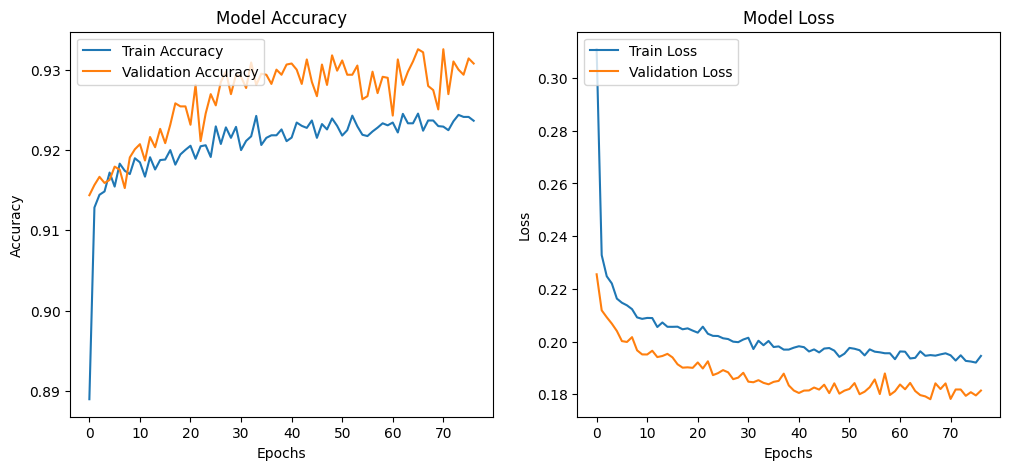 Model Accuracy
Train Accuracy
Validation Accuracy
0.93
0.92
0.91
0.90
0.89
Accuracy
0 10 20 30 40 50 60 70
Epochs
Model Loss
Train Loss
Validation Loss
0.30
0.28
0.26
0.24
0.22
0.20
0.18
Loss
0 10 20 30 40 50 60 70
Epochs